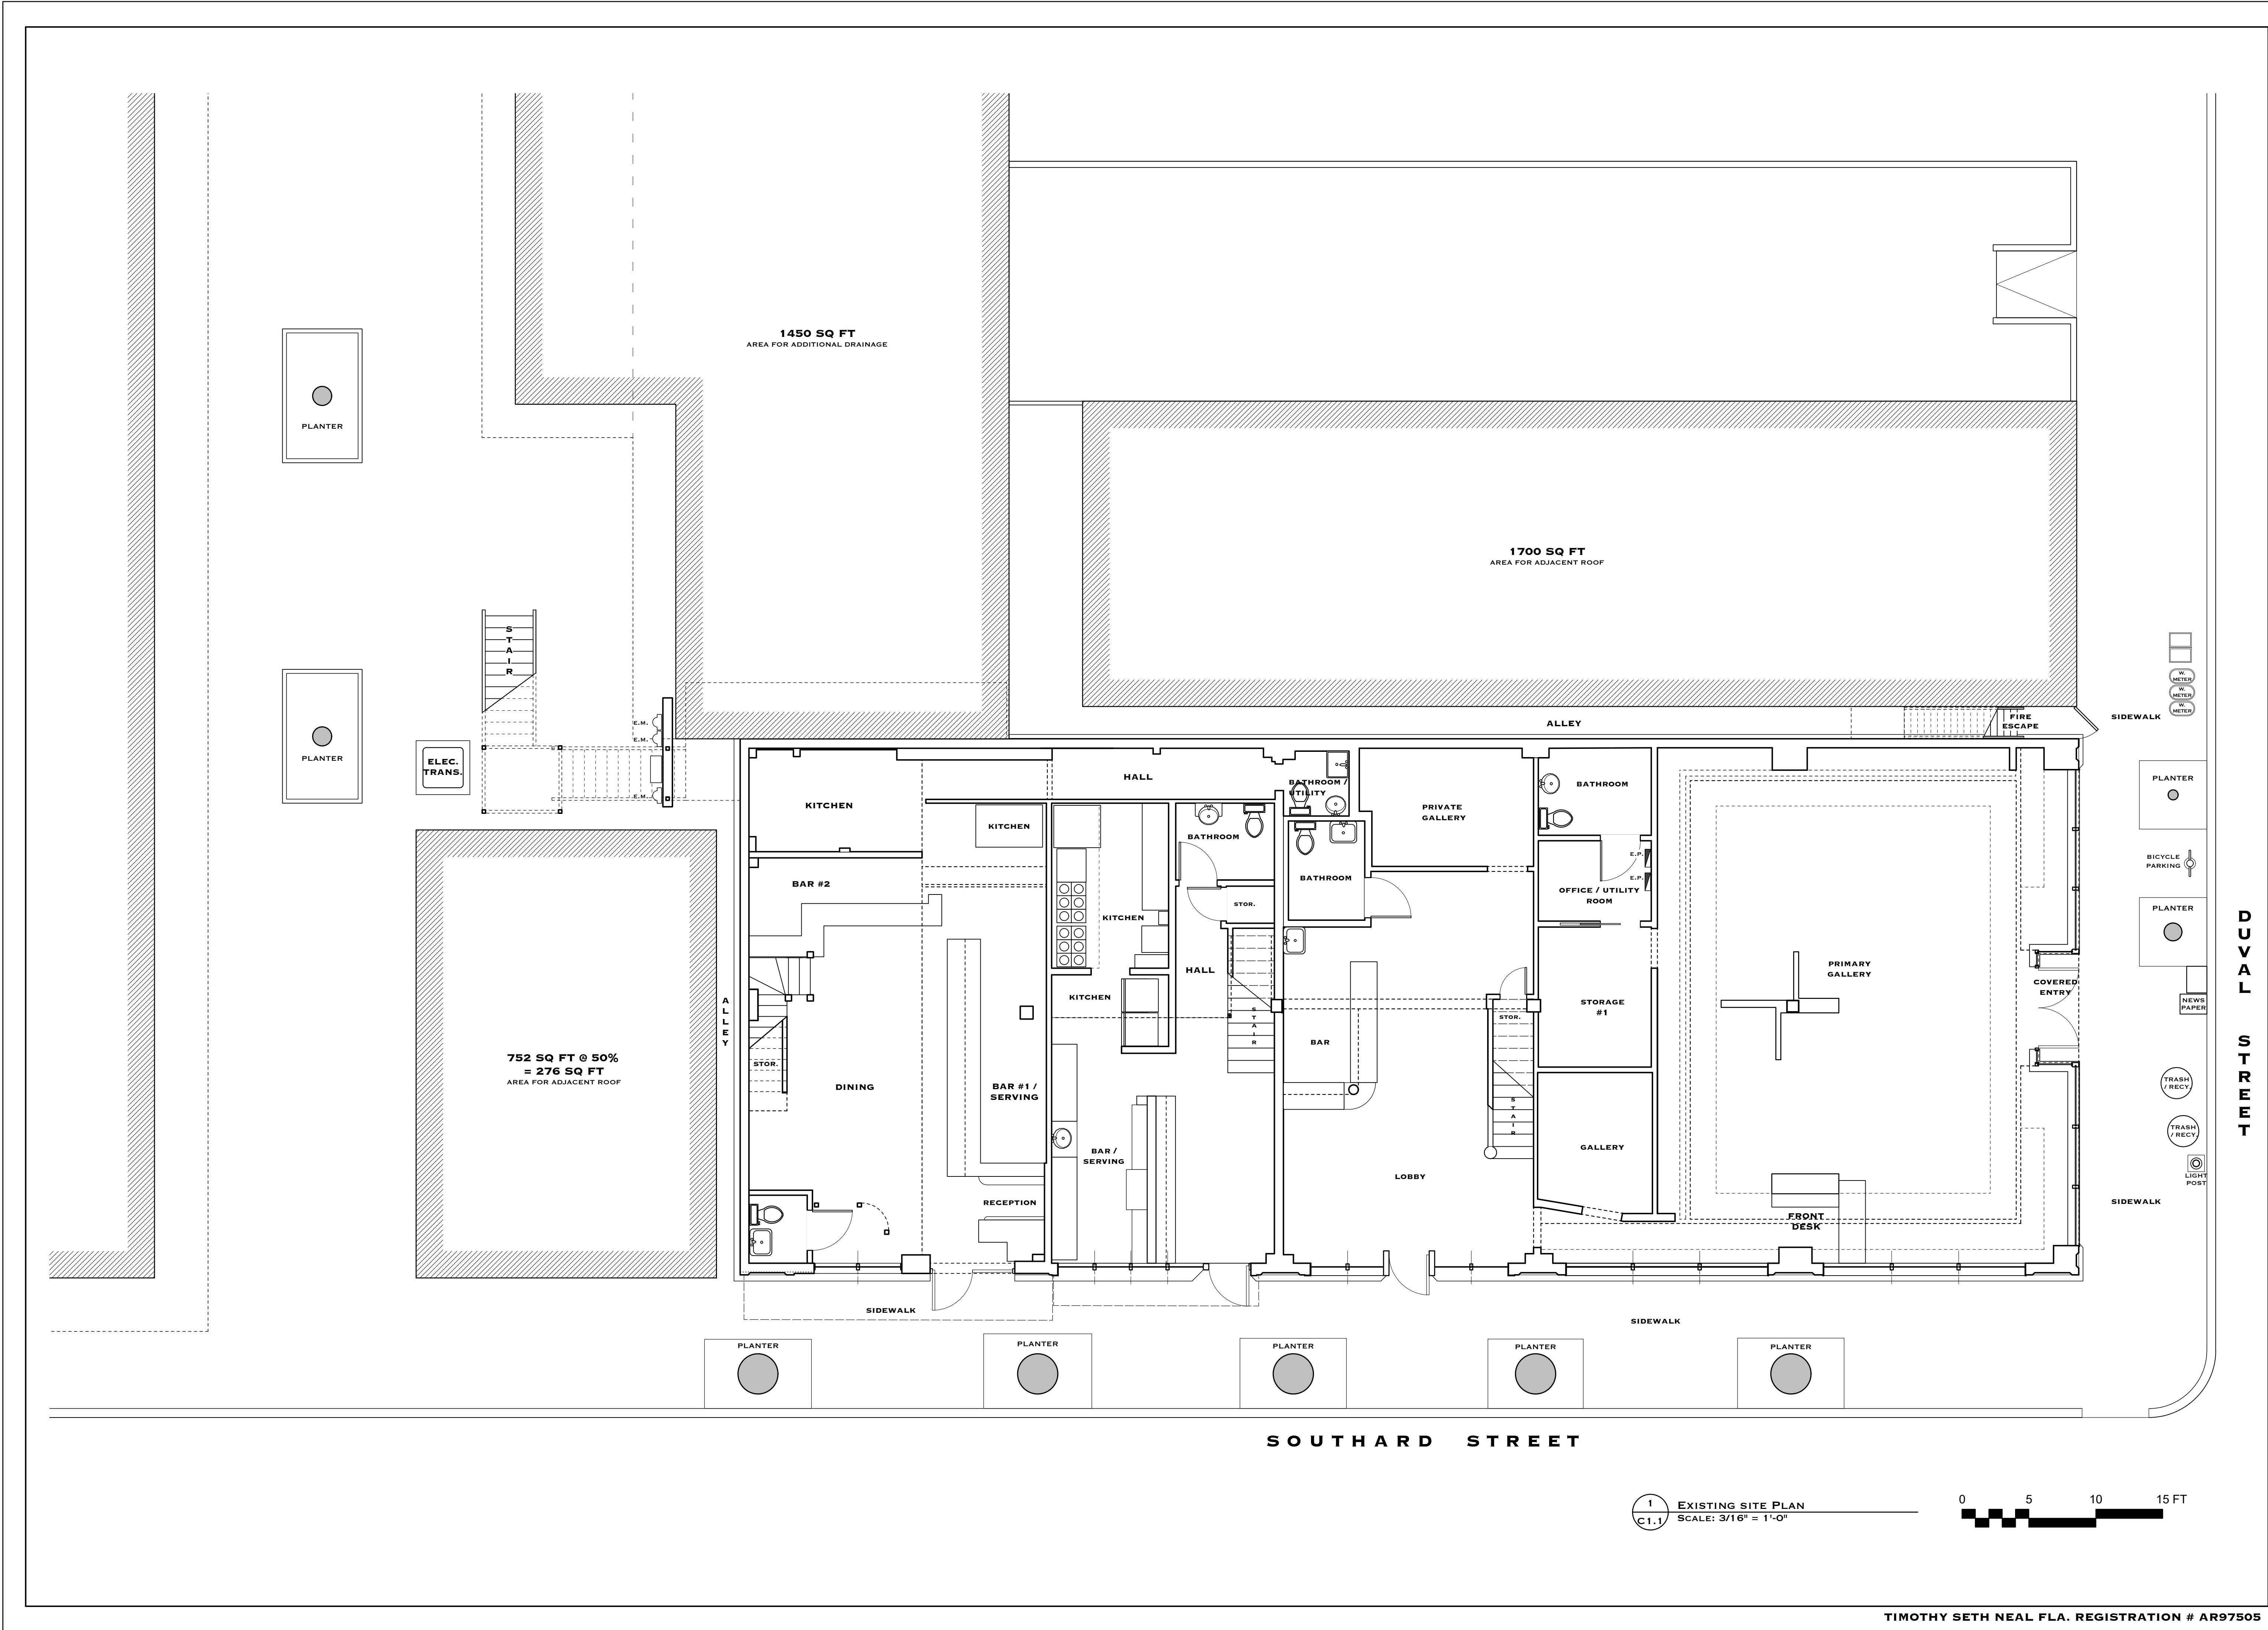 1450 SQ FT
AREA FOR ADDITIONAL DRAINAGE
PLANTER
1700 SQ FT
AREA FOR ADJACENT ROOF
STAIR
W. METER
W. METER
W. METER
E.M.
E.M.
E.M.
ALLEY
FIRE
ESCAPE
SIDEWALK
PLANTER
ELEC.
TRANS.
HALL
BATHROOM /
UTILITY
BATHROOM
PLANTER
KITCHEN
PRIVATE
GALLERY
KITCHEN
BATHROOM
E.P.
BICYCLE
PARKING
BAR #2
BATHROOM
E.P.
OFFICE / UTILITY
ROOM
STOR.
PLANTER
KITCHEN
DUVAL STREET
HALL
PRIMARY
GALLERY
COVERED
ENTRY
ALLEY
KITCHEN
STORAGE
#1
NEWS
PAPER
STAIR
STOR.
BAR
752 SQ FT @ 50%
= 276 SQ FT
AREA FOR ADJACENT ROOF
STOR.
DINING
BAR #1 /
SERVING
TRASH
/ RECY.
STAIR
TRASH
/ RECY.
BAR /
SERVING
GALLERY
LOBBY
LIGHT
POST
RECEPTION
SIDEWALK
FRONT
DESK
SIDEWALK
SIDEWALK
PLANTER
PLANTER
PLANTER
PLANTER
PLANTER
SOUTHARD STREET
1
C1.1
EXISTING SITE PLAN
SCALE: 3/16" = 1'-0"
0 5 10 15 FT
TIMOTHY SETH NEAL FLA. REGISTRATION # AR97505